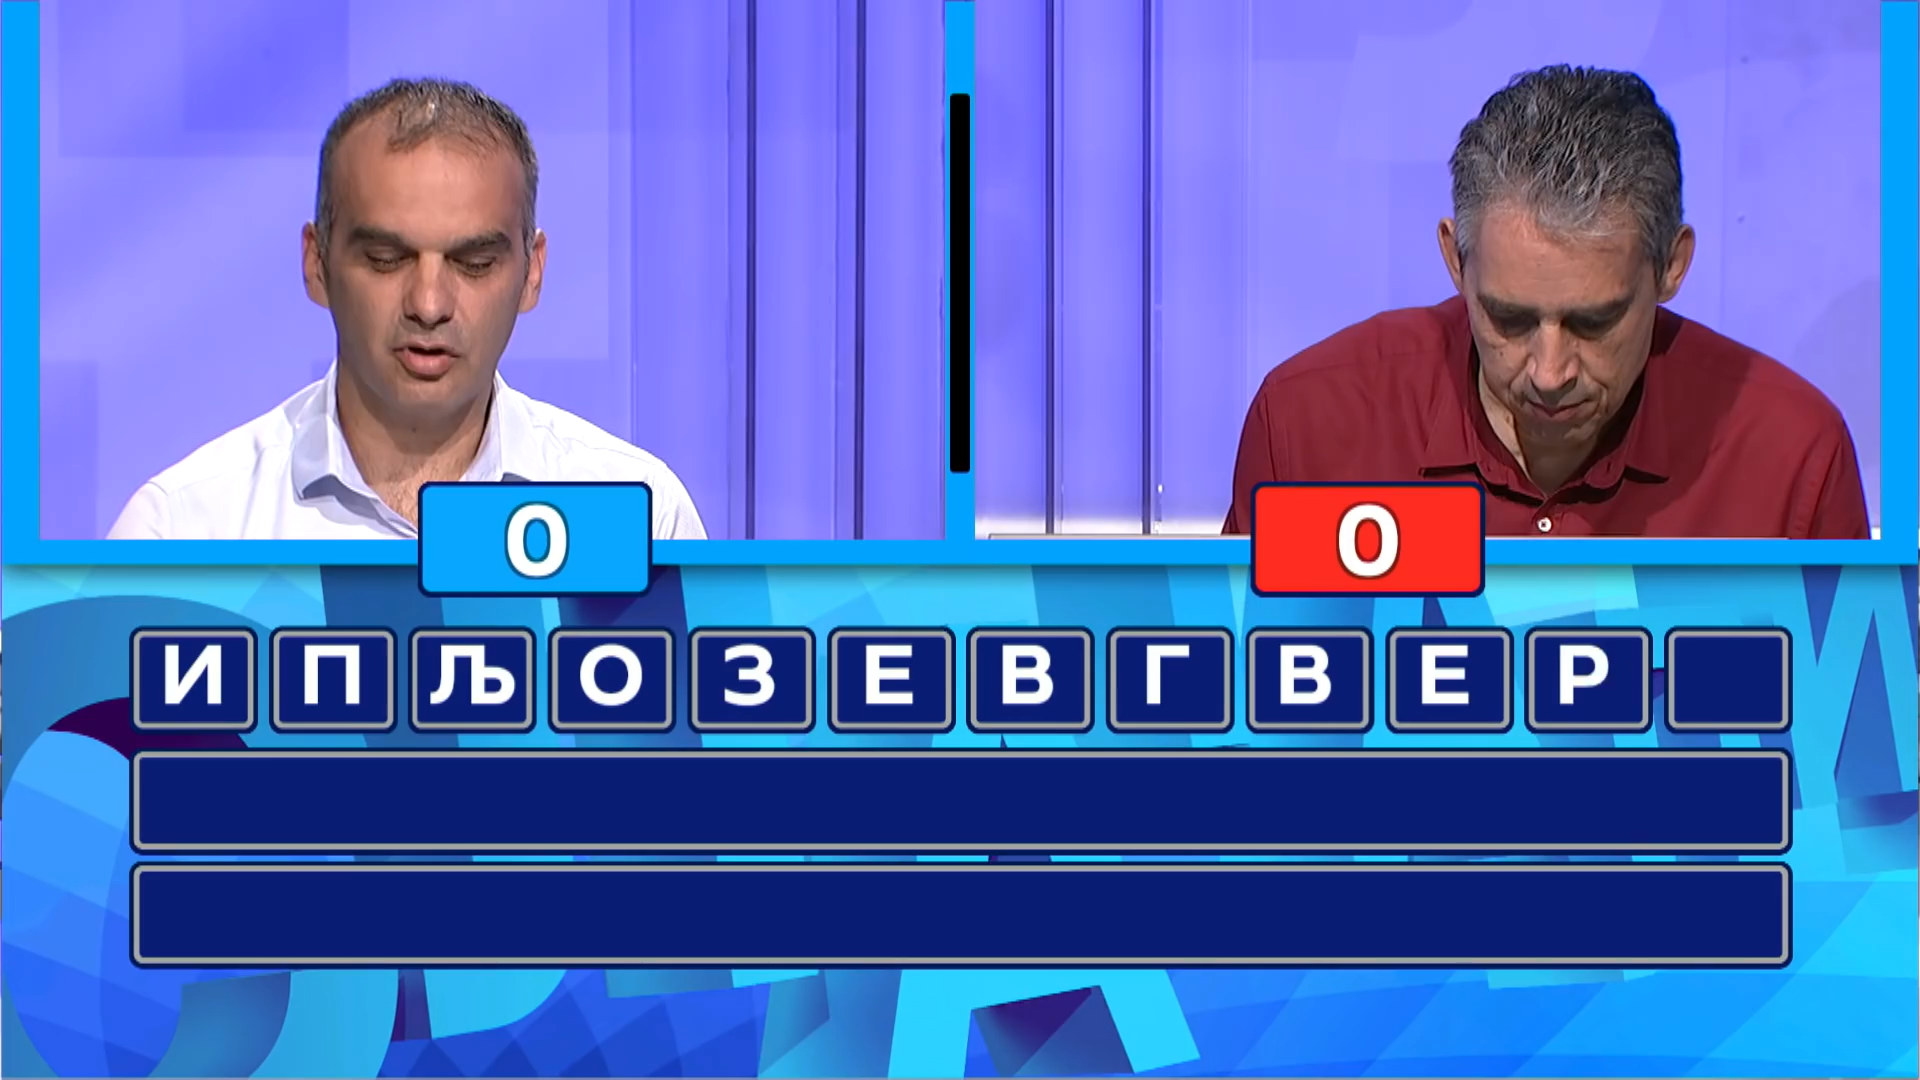 0 0
И П Љ О З Е В Г В Е Р